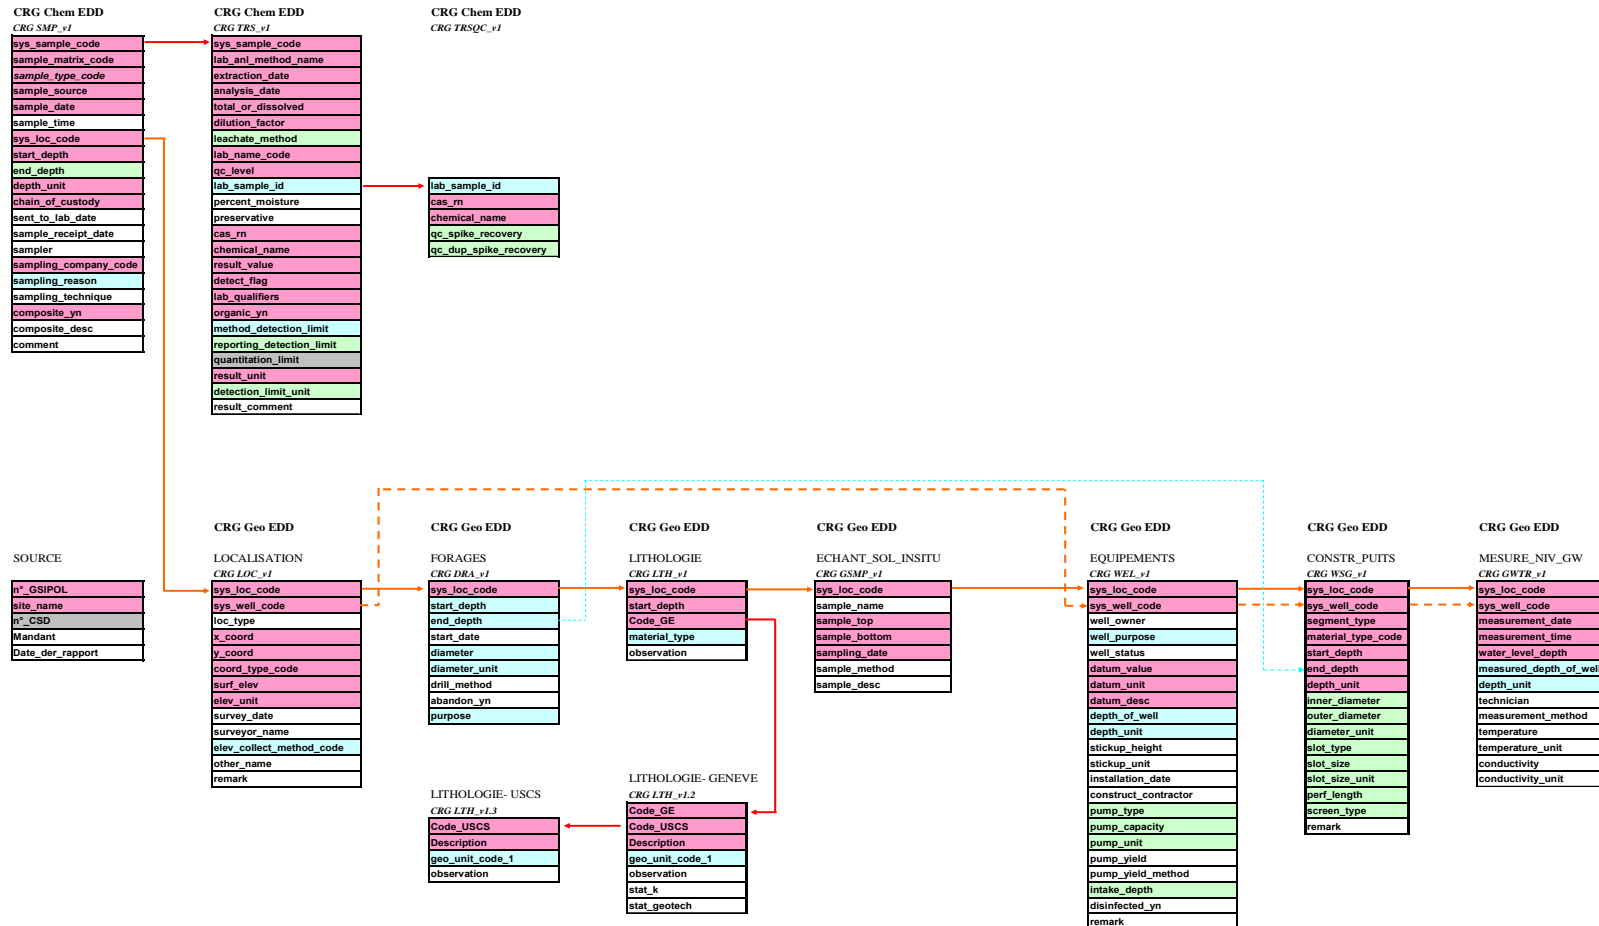 CRG Chem EDD
CRG SMP_v1
sys_sample_code
sample_matrix_code
sample_type_code
sample_source
sample_date
sample_time
sys_loc_code
start_depth
end_depth
depth_unit
chain_of_custody
sent_to_lab_date
sample_receipt_date
sampler
sampling_company_code
sampling_reason
sampling_technique
composite_yn
composite_desc
comment
CRG Chem EDD
CRG TRS_v1
sys_sample_code
lab_anl_method_name
extraction_date
analysis_date
total_or_dissolved
dilution_factor
leachate_method
lab_name_code
qc_level
lab_sample_id
percent_moisture
preservative
cas_rn
chemical_name
result_value
detect_flag
lab_qualifiers
organic_yn
method_detection_limit
reporting_detection_limit
quantitation_limit
result_unit
detection_limit_unit
result_comment
CRG Chem EDD
CRG TRSQC_v1
lab_sample_id
cas_rn
chemical_name
qc_spike_recovery
qc_dup_spike_recovery
SOURCE
n°_GSIPOL
site_name
n°_CSD
Mandant
Date_der_rapport
CRG Geo EDD
LOCALISATION
CRG LOC_v1
sys_loc_code
sys_well_code
loc_type
x_coord
y_coord
coord_type_code
surf_elev
elev_unit
survey_date
surveyor_name
elev_collect_method_code
other_name
remark
CRG Geo EDD
FORAGES
CRG DRA_v1
sys_loc_code
start_depth
end_depth
start_date
diameter
diameter_unit
drill_method
abandon_yn
purpose
CRG Geo EDD
LITHOLOGIE
CRG LTH_v1
sys_loc_code
start_depth
Code_GE
material_type
observation
CRG Geo EDD
ECHANT_SOL_INSITU
CRG GSMP_v1
sys_loc_code
sample_name
sample_top
sample_bottom
sampling_date
sample_method
sample_desc
CRG Geo EDD
EQUIPEMENTS
CRG WEL_v1
sys_loc_code
sys_well_code
well_owner
well_purpose
well_status
datum_value
datum_unit
datum_desc
depth_of_well
depth_unit
stickup_height
stickup_unit
installation_date
construct_contractor
pump_type
pump_capacity
pump_unit
pump_yield
pump_yield_method
intake_depth
disinfected_yn
remark
CRG Geo EDD
CONSTR_PUITS
CRG WSG_v1
sys_loc_code
sys_well_code
segment_type
material_type_code
start_depth
end_depth
depth_unit
inner_diameter
outer_diameter
diameter_unit
slot_type
slot_size
slot_size_unit
perf_length
screen_type
remark
CRG Geo EDD
MESURE_NIV_GW
CRG GWTR_v1
sys_loc_code
sys_well_code
measurement_date
measurement_time
water_level_depth
measured_depth_of_well
depth_unit
technician
measurement_method
temperature
temperature_unit
conductivity
conductivity_unit
LITHOLOGIE- USCS
CRG LTH_v1.3
Code_USCS
Description
geo_unit_code_1
observation
LITHOLOGIE- GENEVE
CRG LTH_v1.2
Code_GE
Code_USCS
Description
geo_unit_code_1
observation
stat_k
stat_geotech